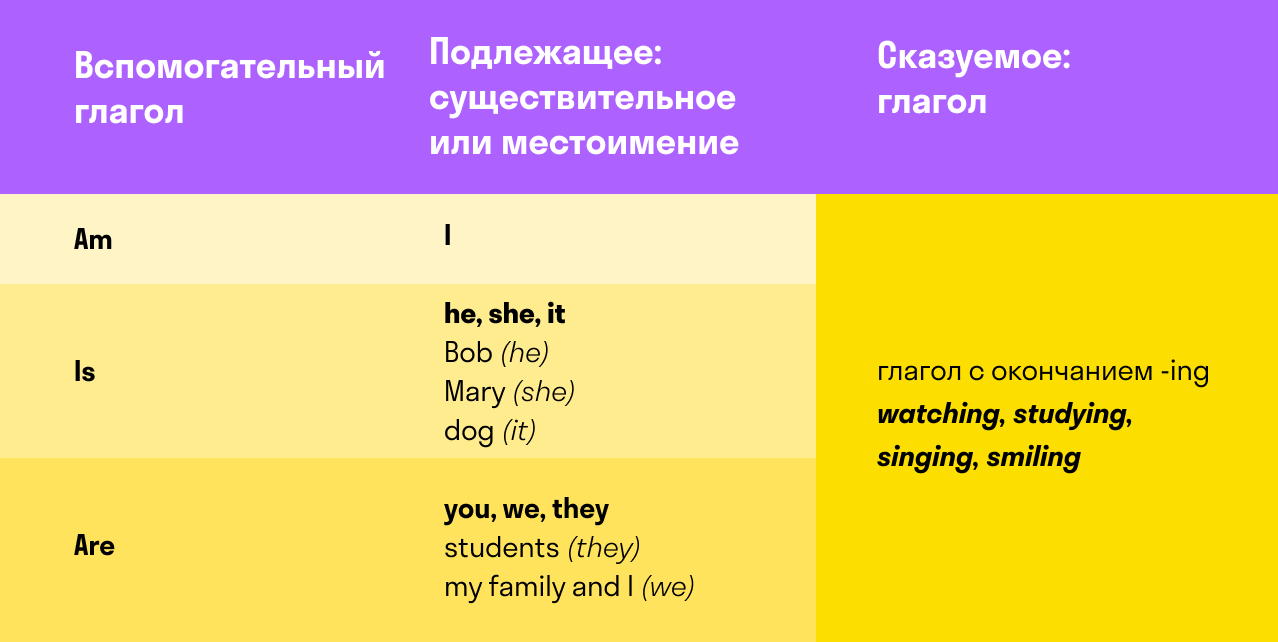 Вспомогательный
глагол
Подлежащее:
существительное
или местоимение
Сказуемое:
глагол
Am
I
Is
he, she, it
Bob (he)
Mary (she)
dog (it)
Are
you, we, they
students (they)
my family and I (we)
глагол с окончанием -ing
watching, studying,
singing, smiling